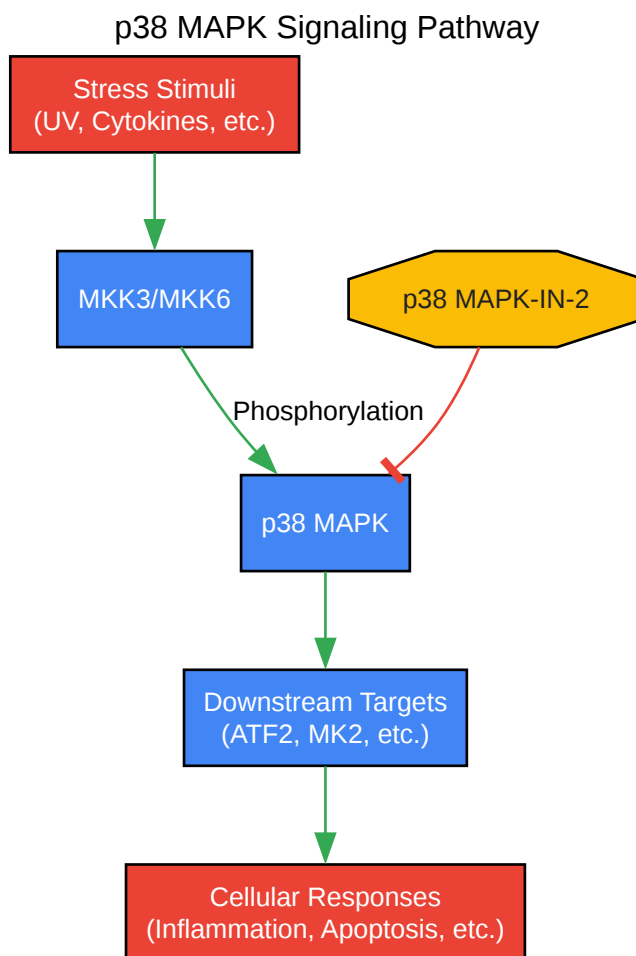 p38 MAPK Signaling Pathway
Stress Stimuli
(UV, Cytokines, etc.)
MKK3/MKK6
p38 MAPK-IN-2
Phosphorylation
p38 MAPK
Downstream Targets
(ATF2, MK2, etc.)
Cellular Responses
(Inflammation, Apoptosis, etc.)